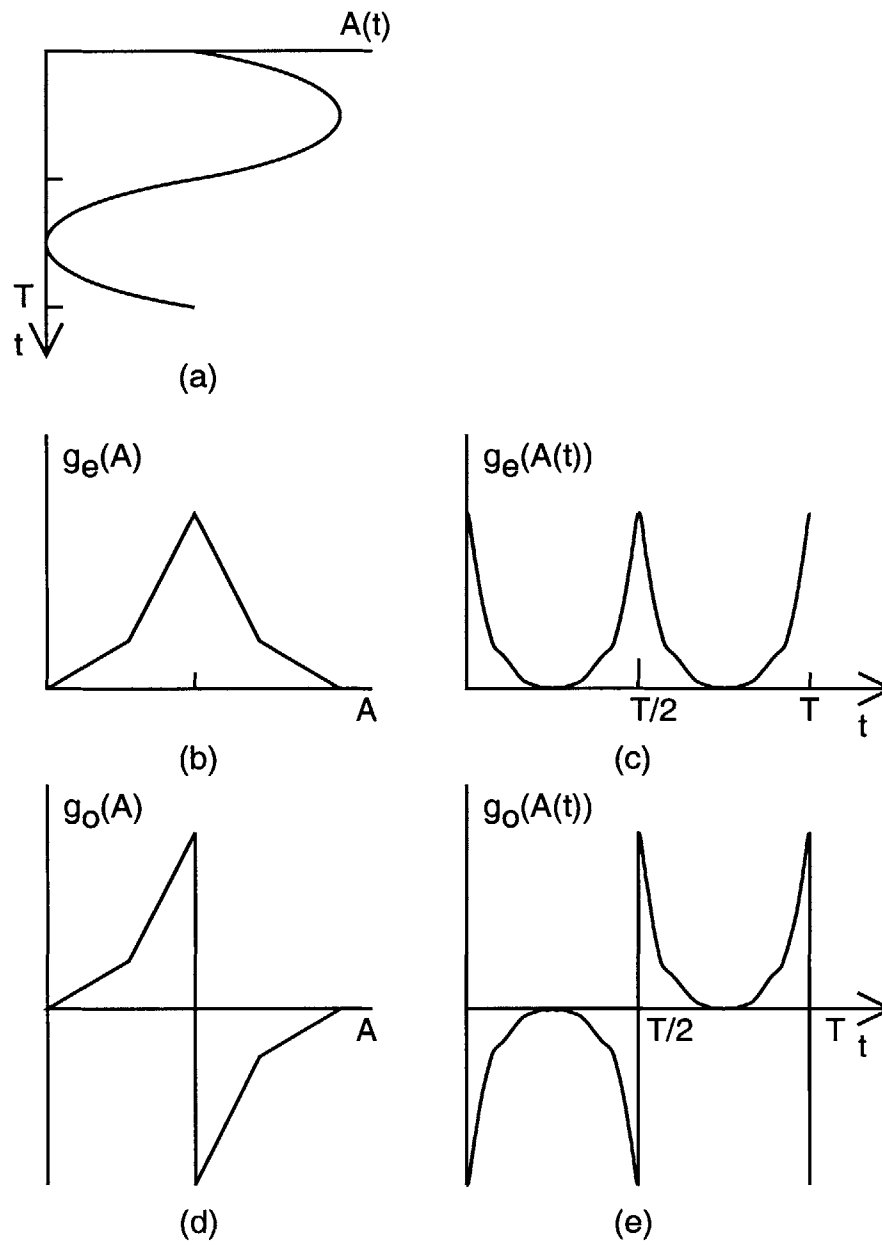 A(t)
T
t
(a)
g_e(A)
A
(b)
g_e(A(t))
T/2
T
t
(c)
g_o(A)
A
(d)
g_o(A(t))
T/2
T
t
(e)